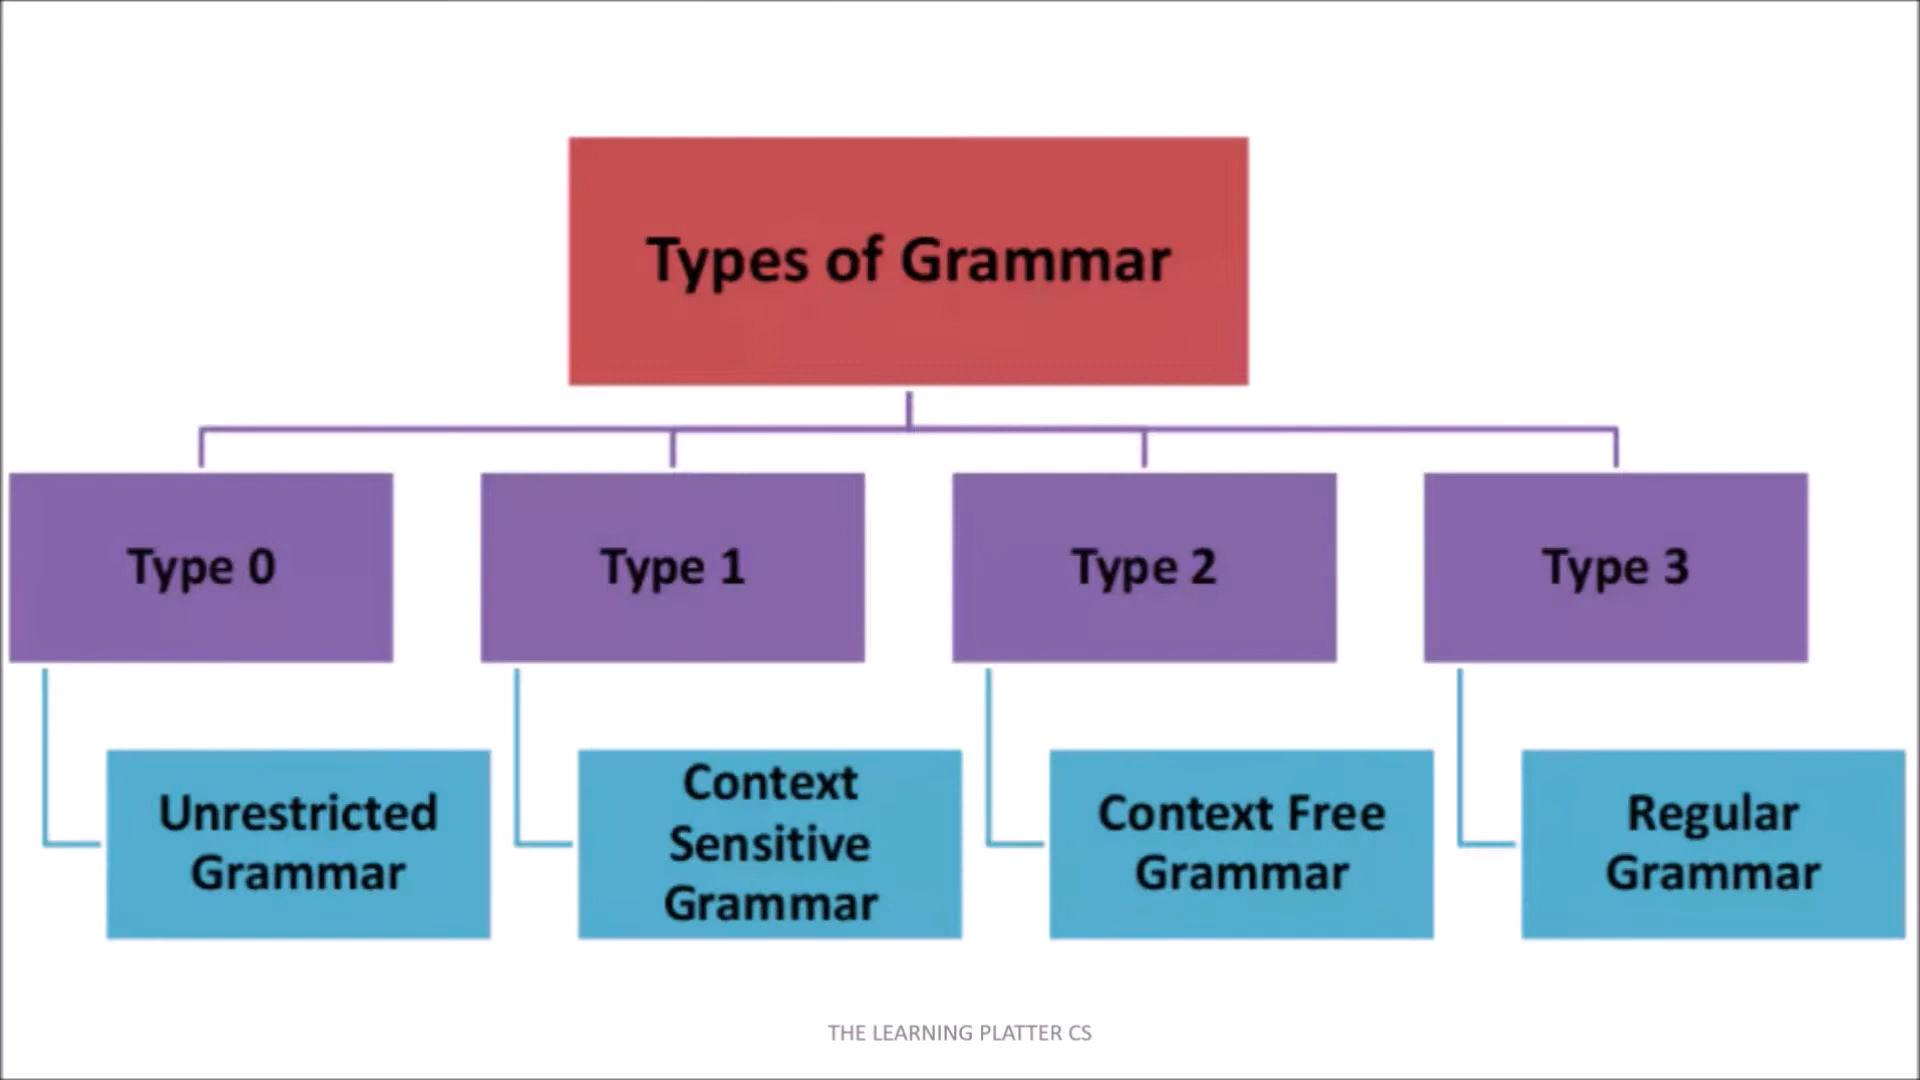 Types of Grammar
Type 0
Type 1
Type 2
Type 3
Unrestricted
Grammar
Context
Sensitive
Grammar
Context Free
Grammar
Regular
Grammar
THE LEARNING PLATTER CS